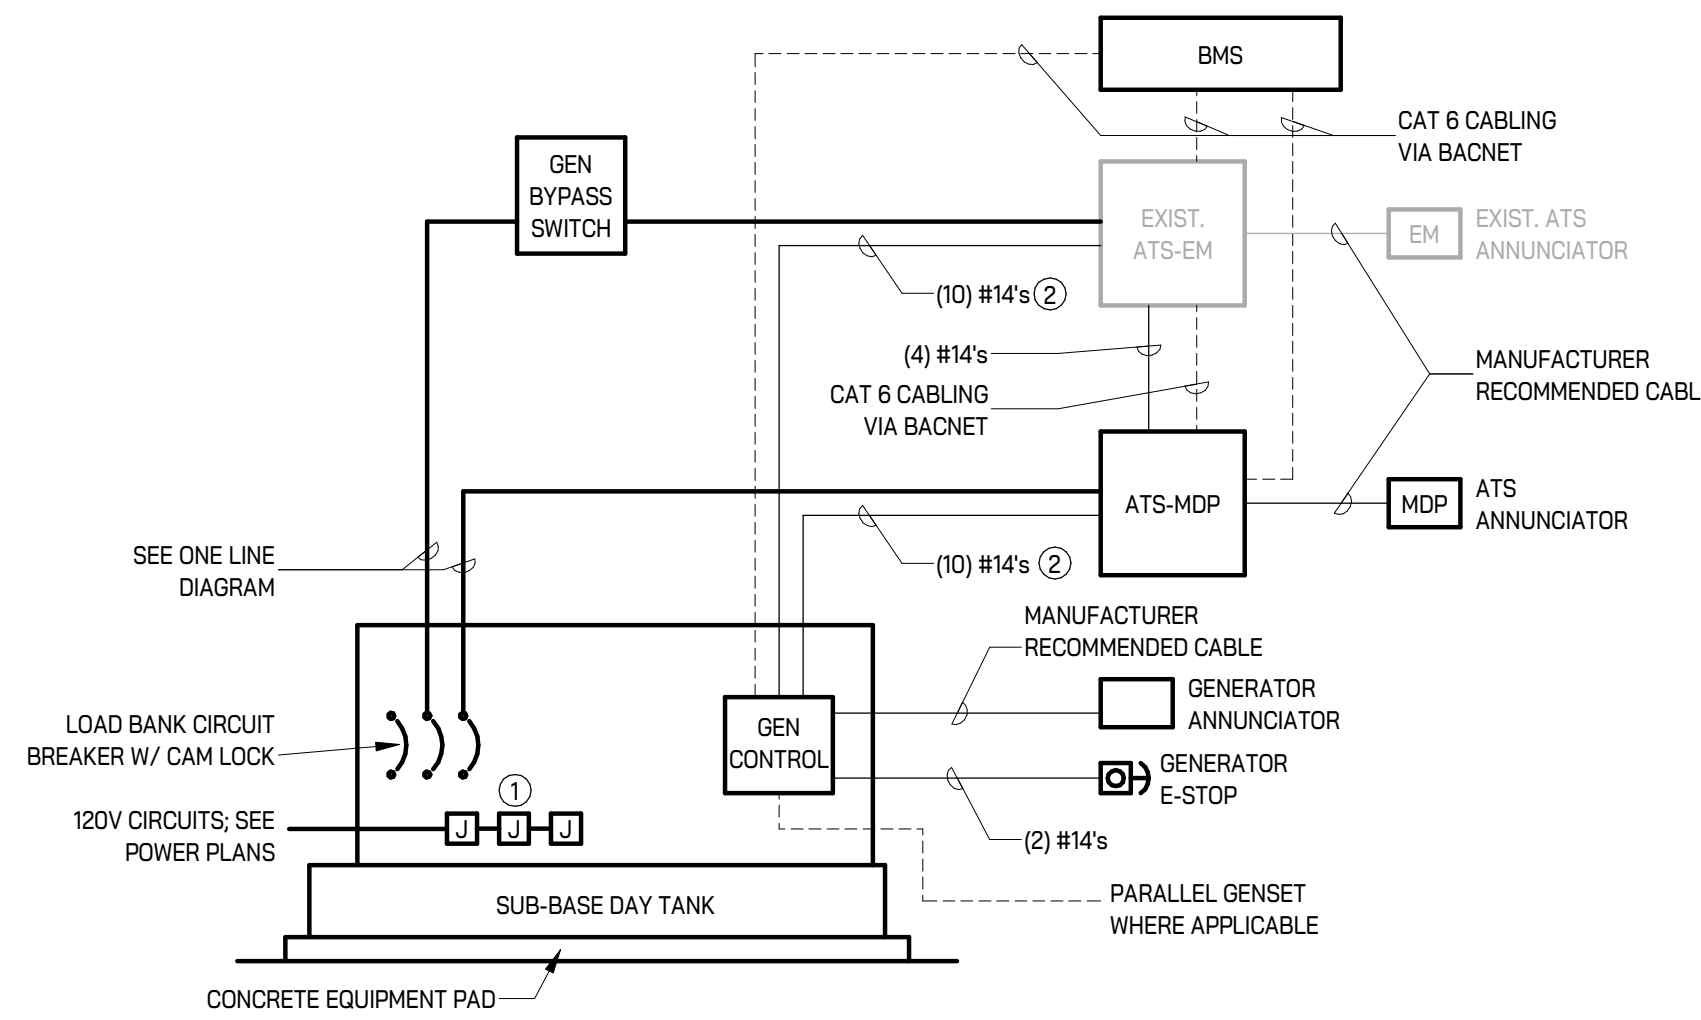 BMS
CAT 6 CABLING
VIA BACNET
GEN
BYPASS
SWITCH
EXIST.
ATS-EM
EM
EXIST. ATS
ANNUNCIATOR
(10) #14's 2
(4) #14's
CAT 6 CABLING
VIA BACNET
MANUFACTURER
RECOMMENDED CABL
ATS-MDP
MDP
ATS
ANNUNCIATOR
SEE ONE LINE
DIAGRAM
(10) #14's 2
MANUFACTURER
RECOMMENDED CABLE
GENERATOR
ANNUNCIATOR
LOAD BANK CIRCUIT
BREAKER W/ CAM LOCK
GEN
CONTROL
GENERATOR
E-STOP
1
120V CIRCUITS; SEE
POWER PLANS
J J J
(2) #14's
SUB-BASE DAY TANK
PARALLEL GENSET
WHERE APPLICABLE
CONCRETE EQUIPMENT PAD